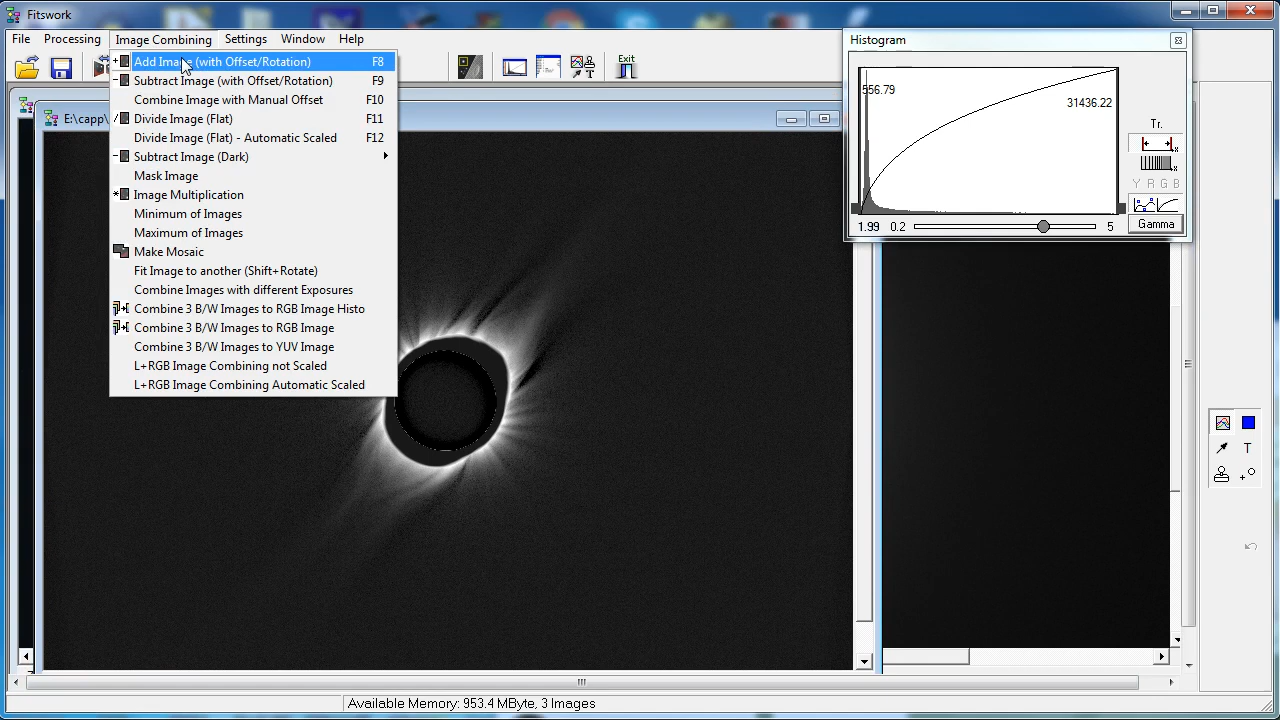 Fitswork
File Processing Image Combining Settings Window Help
Exit
E:\capp\
Add Image (with Offset/Rotation) F8
Subtract Image (with Offset/Rotation) F9
Combine Image with Manual Offset F10
Divide Image (Flat) F11
Divide Image (Flat) - Automatic Scaled F12
Subtract Image (Dark)
Mask Image
Image Multiplication
Minimum of Images
Maximum of Images
Make Mosaic
Fit Image to another (Shift+Rotate)
Combine Images with different Exposures
Combine 3 B/W Images to RGB Image Histo
Combine 3 B/W Images to RGB Image
Combine 3 B/W Images to YUV Image
L+RGB Image Combining not Scaled
L+RGB Image Combining Automatic Scaled
Histogram
556.79
31436.22
Tr.
Y R G B
1.99 0.2 5 Gamma
T
Available Memory: 953.4 MByte, 3 Images